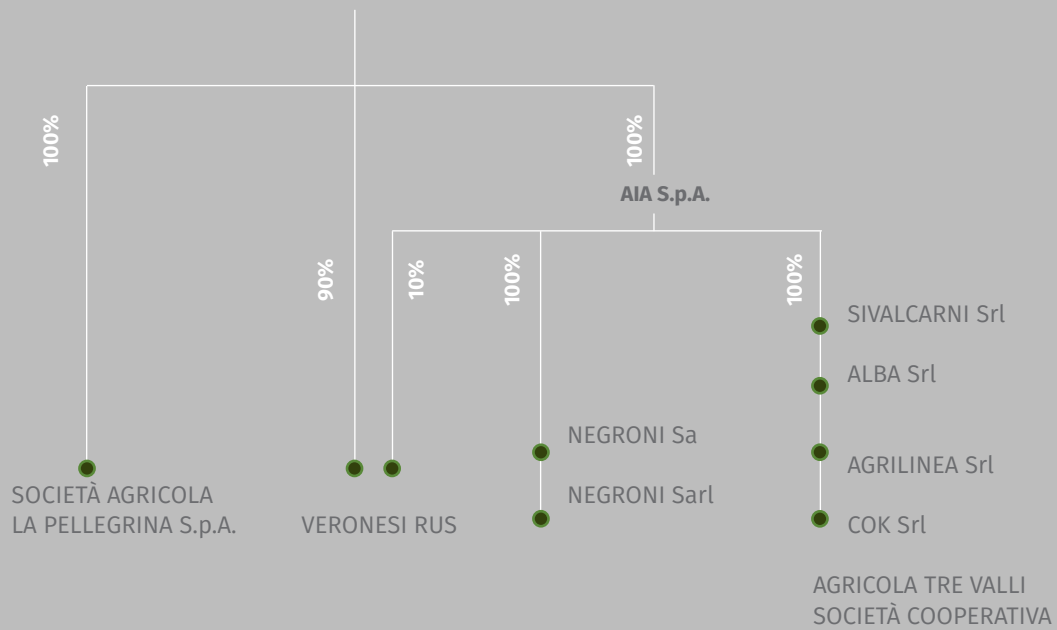 100%
100%
AIA S.p.A.
90%
10%
100%
100%
SIVALCARNI Srl
ALBA Srl
NEGRONI Sa
AGRILINEA Srl
NEGRONI Sarl
SOCIETÀ AGRICOLA
LA PELLEGRINA S.p.A.
VERONESI RUS
COK Srl
AGRICOLA TRE VALLI
SOCIETÀ COOPERATIVA